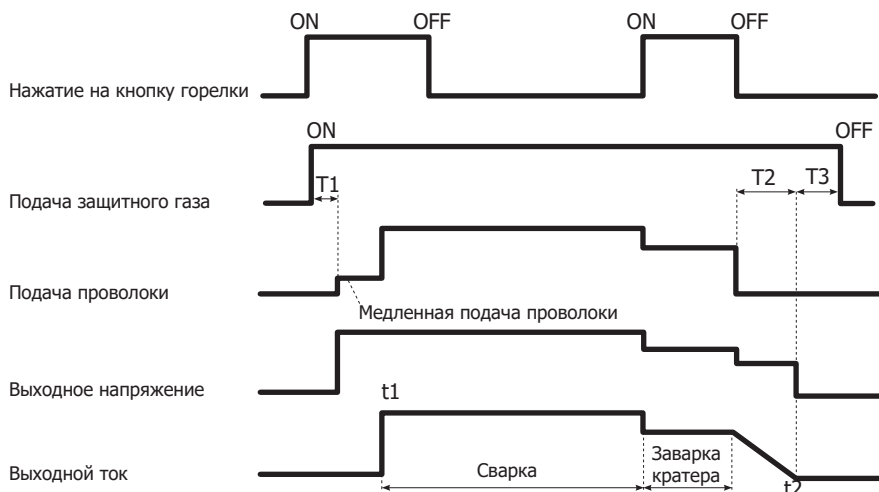 ON OFF ON OFF
Нажатие на кнопку горелки
ON OFF
T1 T2 T3
Подача защитного газа
Подача проволоки
Медленная подача проволоки
Выходное напряжение
t1
Выходной ток
Сварка
Заварка
кратера
t2